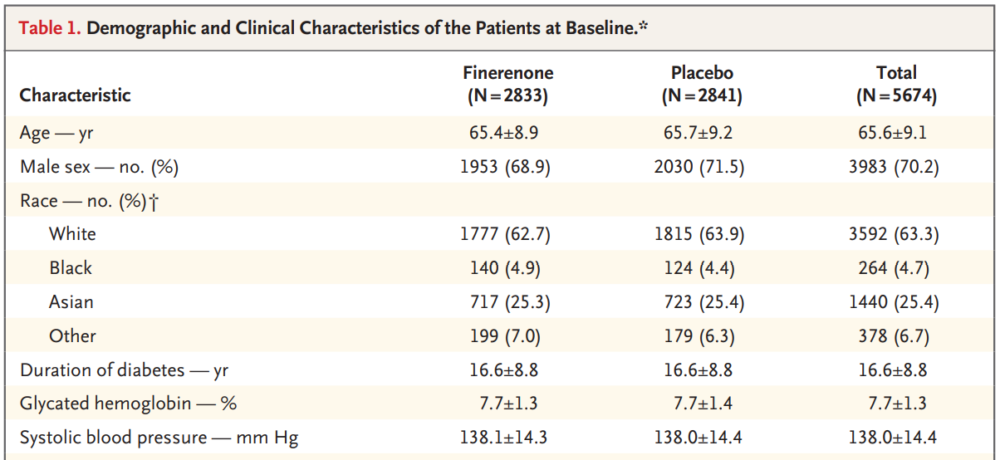 Table 1. Demographic and Clinical Characteristics of the Patients at Baseline.*
Characteristic Finerenone (N=2833) Placebo (N=2841) Total (N=5674)
Age — yr 65.4±8.9 65.7±9.2 65.6±9.1
Male sex — no. (%) 1953 (68.9) 2030 (71.5) 3983 (70.2)
Race — no. (%)†
White 1777 (62.7) 1815 (63.9) 3592 (63.3)
Black 140 (4.9) 124 (4.4) 264 (4.7)
Asian 717 (25.3) 723 (25.4) 1440 (25.4)
Other 199 (7.0) 179 (6.3) 378 (6.7)
Duration of diabetes — yr 16.6±8.8 16.6±8.8 16.6±8.8
Glycated hemoglobin — % 7.7±1.3 7.7±1.4 7.7±1.3
Systolic blood pressure — mm Hg 138.1±14.3 138.0±14.4 138.0±14.4